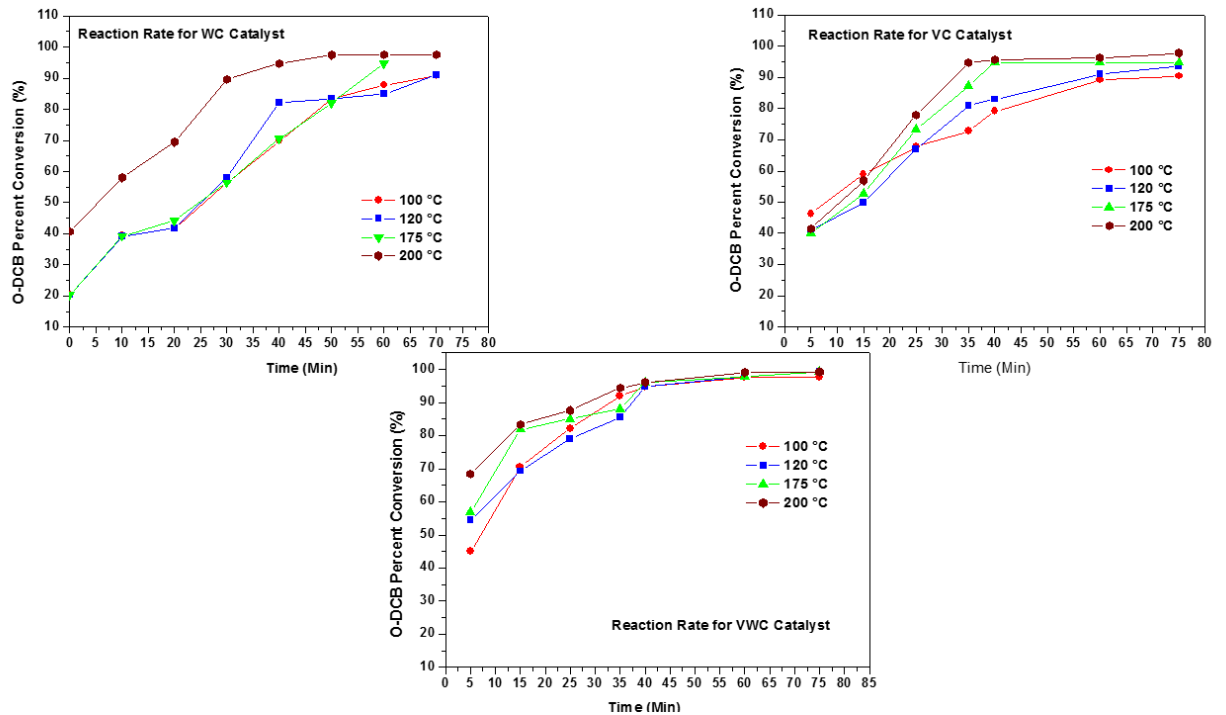 Reaction Rate for WC Catalyst
O-DCB Percent Conversion (%)
110
100
90
80
70
60
50
40
30
20
10
100 °C
120 °C
175 °C
200 °C
0 5 10 15 20 25 30 35 40 45 50 55 60 65 70 75 80
Time (Min)
Reaction Rate for VC Catalyst
O-DCB Percent Conversion (%)
110
100
90
80
70
60
50
40
30
20
10
100 °C
120 °C
175 °C
200 °C
0 5 10 15 20 25 30 35 40 45 50 55 60 65 70 75 80
Time (Min)
O-DCB Percent Conversion (%)
100
90
80
70
60
50
40
30
20
10
100 °C
120 °C
175 °C
200 °C
Reaction Rate for VWC Catalyst
0 5 10 15 20 25 30 35 40 45 50 55 60 65 70 75 80 85
Time (Min)